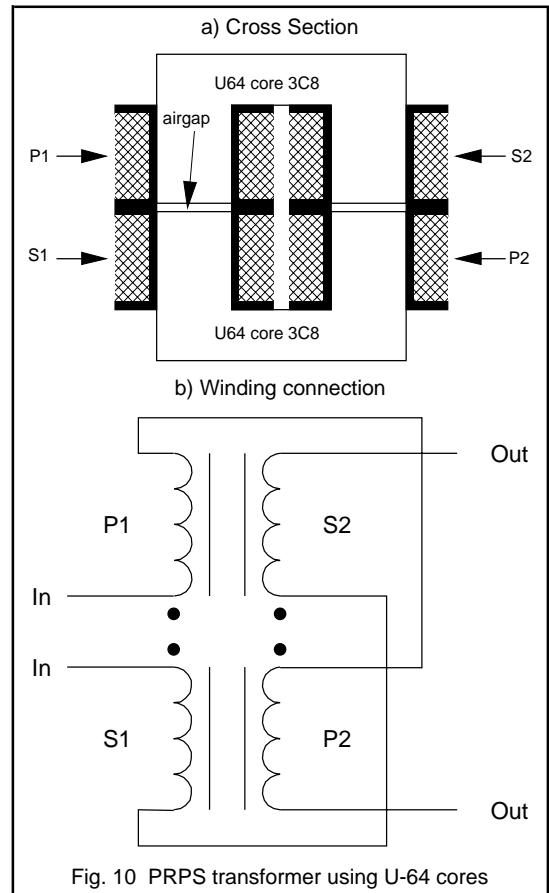 a) Cross Section
U64 core 3C8
airgap
P1
S2
S1
P2
U64 core 3C8
b) Winding connection
Out
P1
S2
In
In
S1
P2
Out
Fig. 10 PRPS transformer using U-64 cores